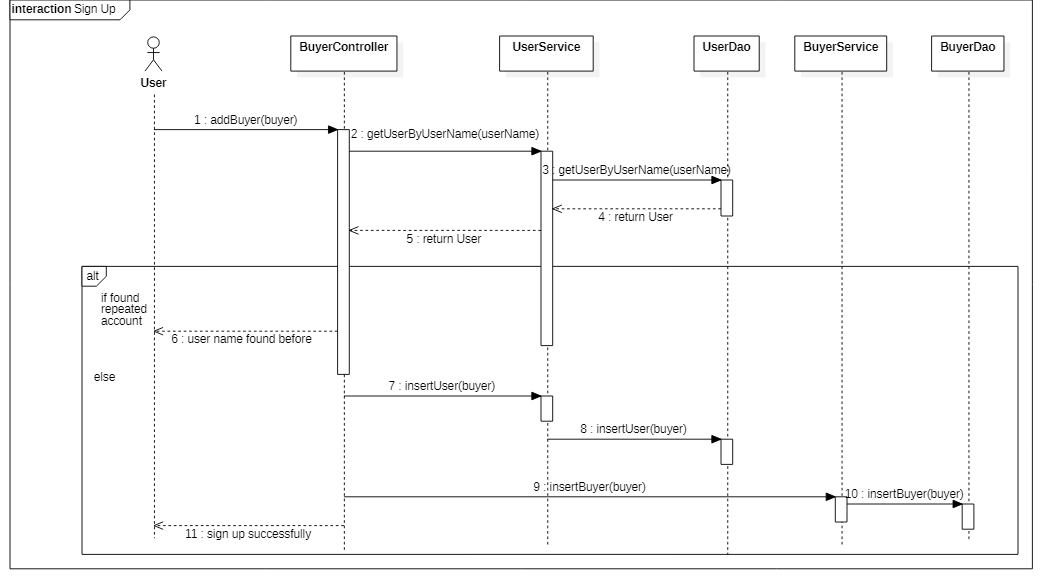 interaction Sign Up
BuyerController
UserService
UserDao
BuyerService
BuyerDao
User
1 : addBuyer(buyer)
2 : getUserByUserName(userName)
3 : getUserByUserName(userName)
4 : return User
5 : return User
alt
if found
repeated
account
6 : user name found before
else
7 : insertUser(buyer)
8 : insertUser(buyer)
9 : insertBuyer(buyer)
10 : insertBuyer(buyer)
11 : sign up successfully